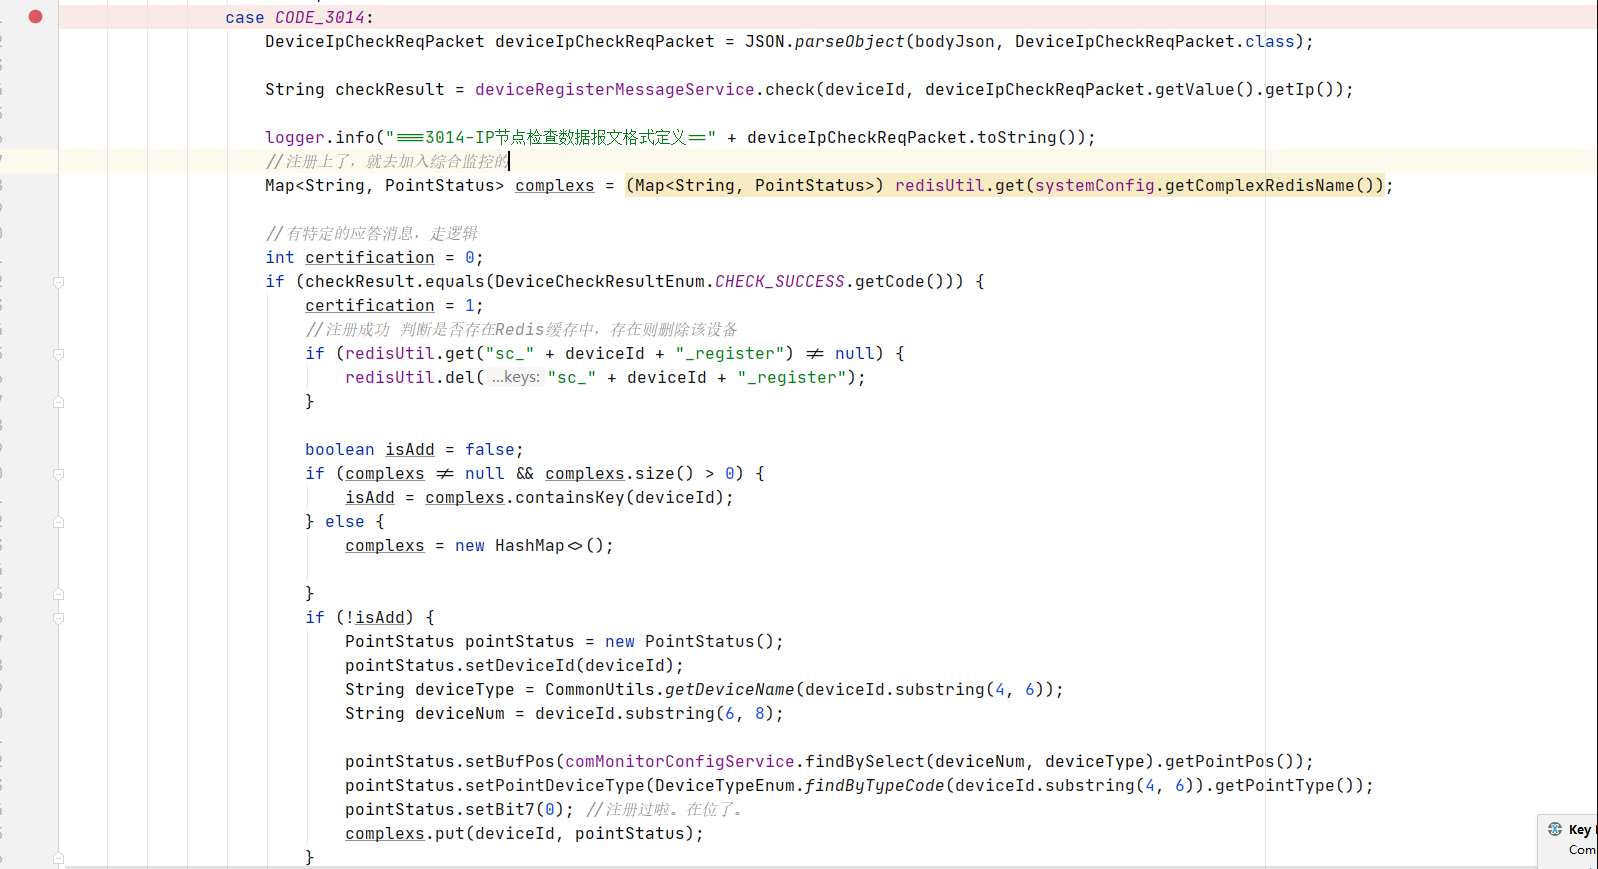 case CODE_3014:
DeviceIpCheckReqPacket deviceIpCheckReqPacket = JSON.parseObject(bodyJson, DeviceIpCheckReqPacket.class);
String checkResult = deviceRegisterMessageService.check(deviceId, deviceIpCheckReqPacket.getValue().getIp());
logger.info("===3014-IP节点检查数据报文格式定义==" + deviceIpCheckReqPacket.toString());
//注册上了，就去加入综合监控的
Map<String, PointStatus> complexs = (Map<String, PointStatus>) redisUtil.get(systemConfig.getComplexRedisName());
//有特定的应答消息，走逻辑
int certification = 0;
if (checkResult.equals(DeviceCheckResultEnum.CHECK_SUCCESS.getCode())) {
certification = 1;
//注册成功 判断是否存在Redis缓存中，存在则删除该设备
if (redisUtil.get("sc_" + deviceId + "_register") != null) {
redisUtil.del( ...keys: "sc_" + deviceId + "_register");
}
boolean isAdd = false;
if (complexs != null && complexs.size() > 0) {
isAdd = complexs.containsKey(deviceId);
} else {
complexs = new HashMap<>();
}
if (!isAdd) {
PointStatus pointStatus = new PointStatus();
pointStatus.setDeviceId(deviceId);
String deviceType = CommonUtils.getDeviceName(deviceId.substring(4, 6));
String deviceNum = deviceId.substring(6, 8);
pointStatus.setBufPos(comMonitorConfigService.findBySelect(deviceNum, deviceType).getPointPos());
pointStatus.setPointDeviceType(DeviceTypeEnum.findByTypeCode(deviceId.substring(4, 6)).getPointType());
pointStatus.setBit7(0); //注册过啦。在位了。
complexs.put(deviceId, pointStatus);
}
Key